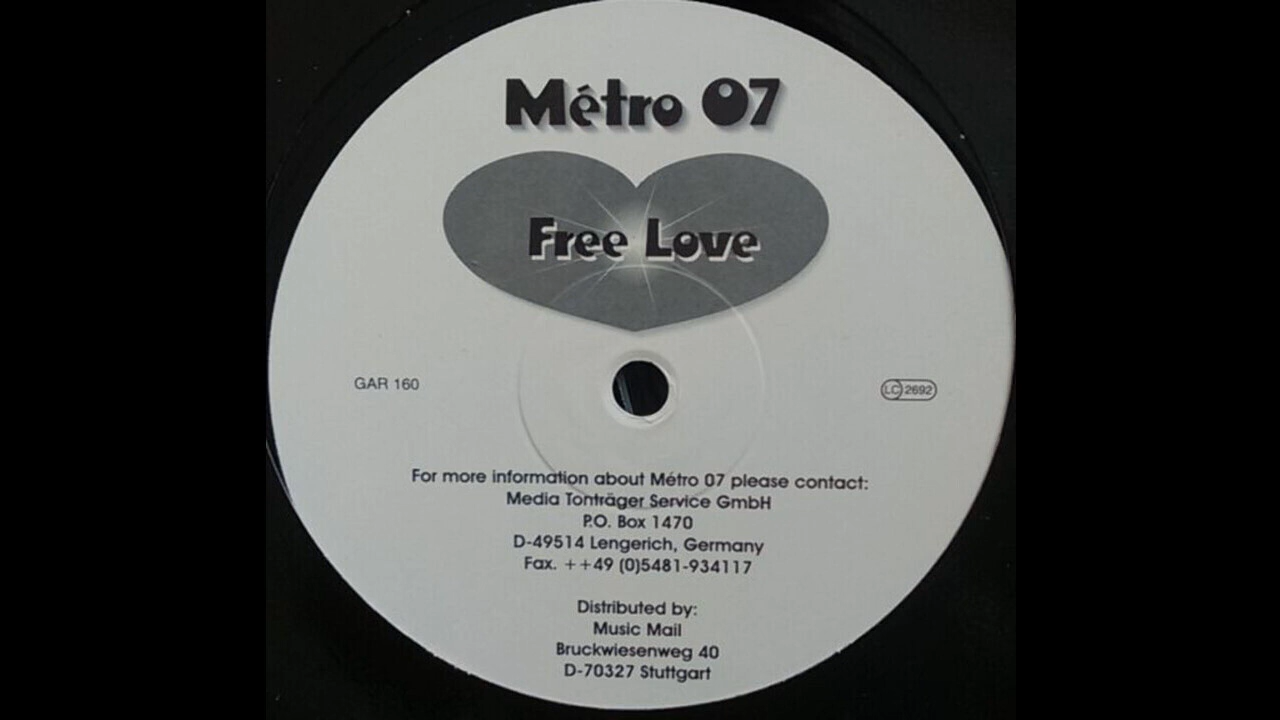 Métro 07
Free Love
GAR 160
LC 2692
For more information about Métro 07 please contact:
Media Tonträger Service GmbH
P.O. Box 1470
D-49514 Lengerich, Germany
Fax. ++49 (0)5481-934117
Distributed by:
Music Mail
Bruckwiesenweg 40
D-70327 Stuttgart